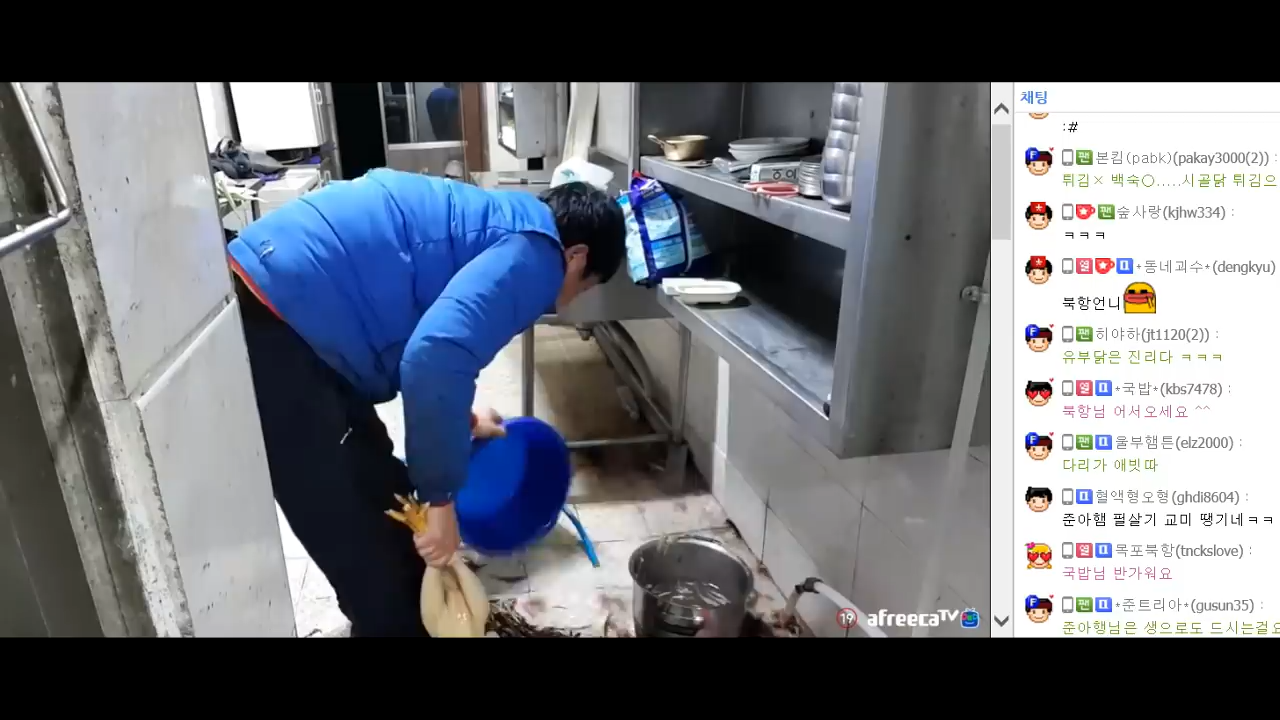 채팅
:#
본킴(pabk)(pakay3000(2)) :
튀김× 백숙○.....시골닭 튀김으
숲사랑(kjhw334) :
ㅋㅋㅋ
*동네괴수*(dengkyu)
북항언니
히야하(jt1120(2)) :
유부닭은 진리다 ㅋㅋㅋ
*국밥*(kbs7478) :
북항님 어서오세요 ^^
울부햄튼(elz2000) :
다리가 애빗따
혈액형오형(ghdi8604) :
준아햄 필살기 교미 땡기네ㅋㅋ
목포북항(tnckslove) :
국밥님 반가워요
*준트리아*(gusun35) :
준아행님은 생으로도 드시는걸요
19 afreecaTV